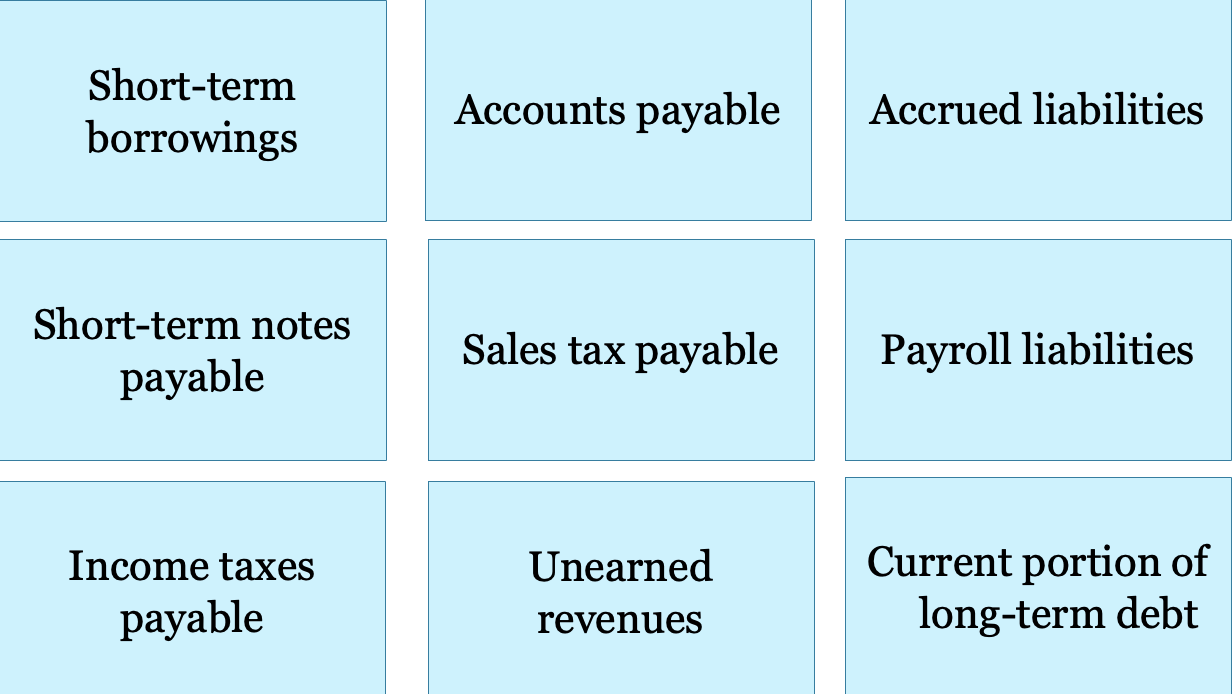 Short-term
borrowings
Accounts payable
Accrued liabilities
Short-term notes
payable
Sales tax payable
Payroll liabilities
Income taxes
payable
Unearned
revenues
Current portion of
long-term debt